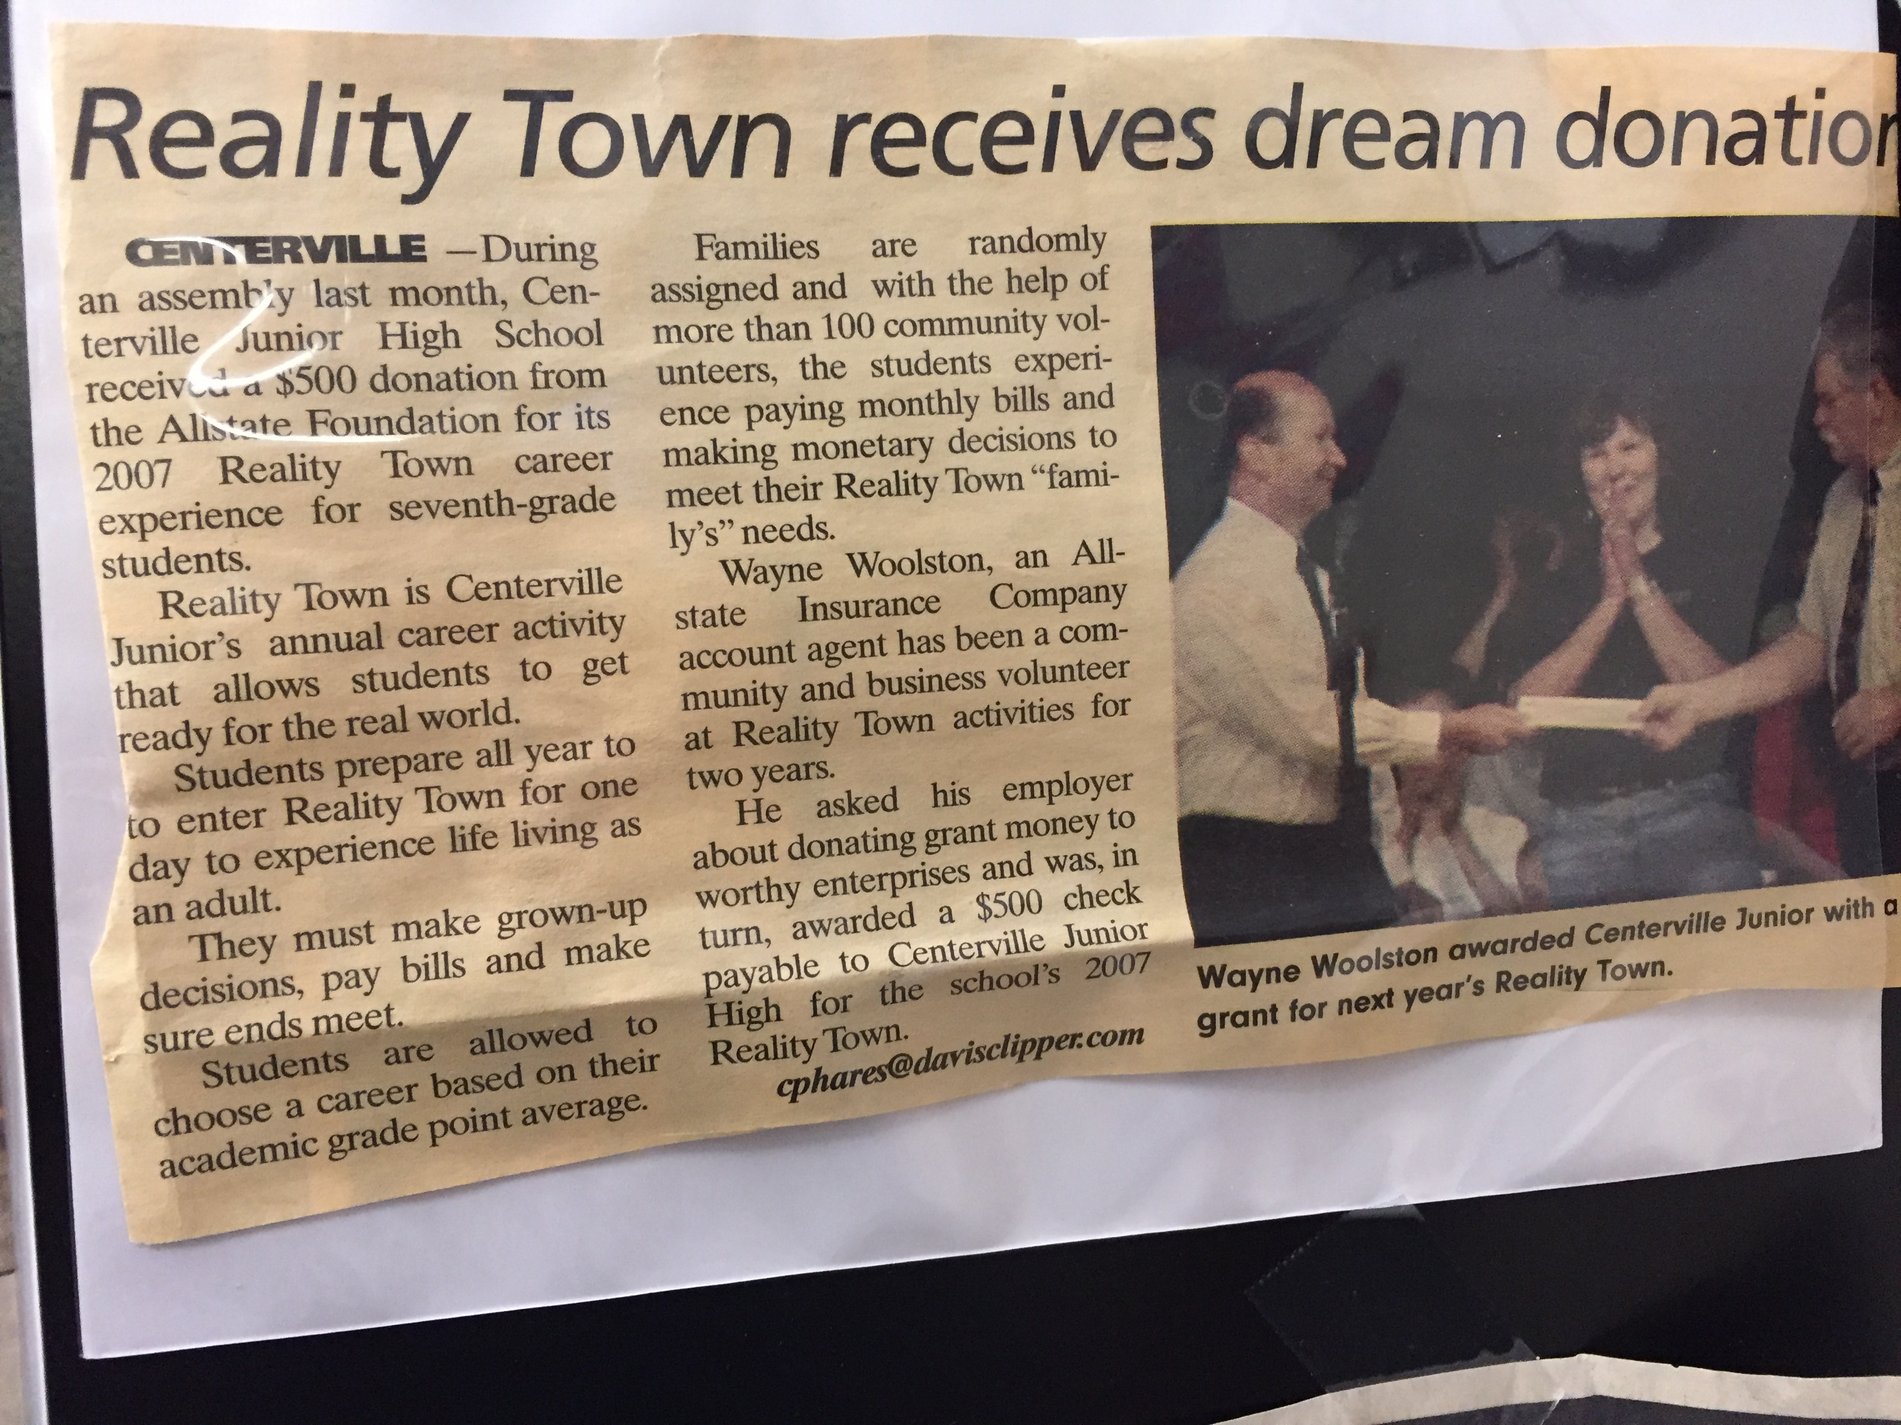 Reality Town receives dream donation
CENTERVILLE —During
an assembly last month, Cen-
terville Junior High School
received a $500 donation from
the Allstate Foundation for its
2007 Reality Town career
experience for seventh-grade
students.
Reality Town is Centerville
Junior's annual career activity
that allows students to get
ready for the real world.
Students prepare all year to
to enter Reality Town for one
day to experience life living as
an adult.
They must make grown-up
decisions, pay bills and make
sure ends meet.
Students are allowed to
choose a career based on their
academic grade point average.
Families are randomly
assigned and with the help of
more than 100 community vol-
unteers, the students experi-
ence paying monthly bills and
making monetary decisions to
meet their Reality Town “fami-
ly's” needs.
Wayne Woolston, an All-
state Insurance Company
account agent has been a com-
munity and business volunteer
at Reality Town activities for
two years.
He asked his employer
about donating grant money to
worthy enterprises and was, in
turn, awarded a $500 check
payable to Centerville Junior
High for the school's 2007
Reality Town.
cphares@davisclipper.com
Wayne Woolston awarded Centerville Junior with a
grant for next year's Reality Town.